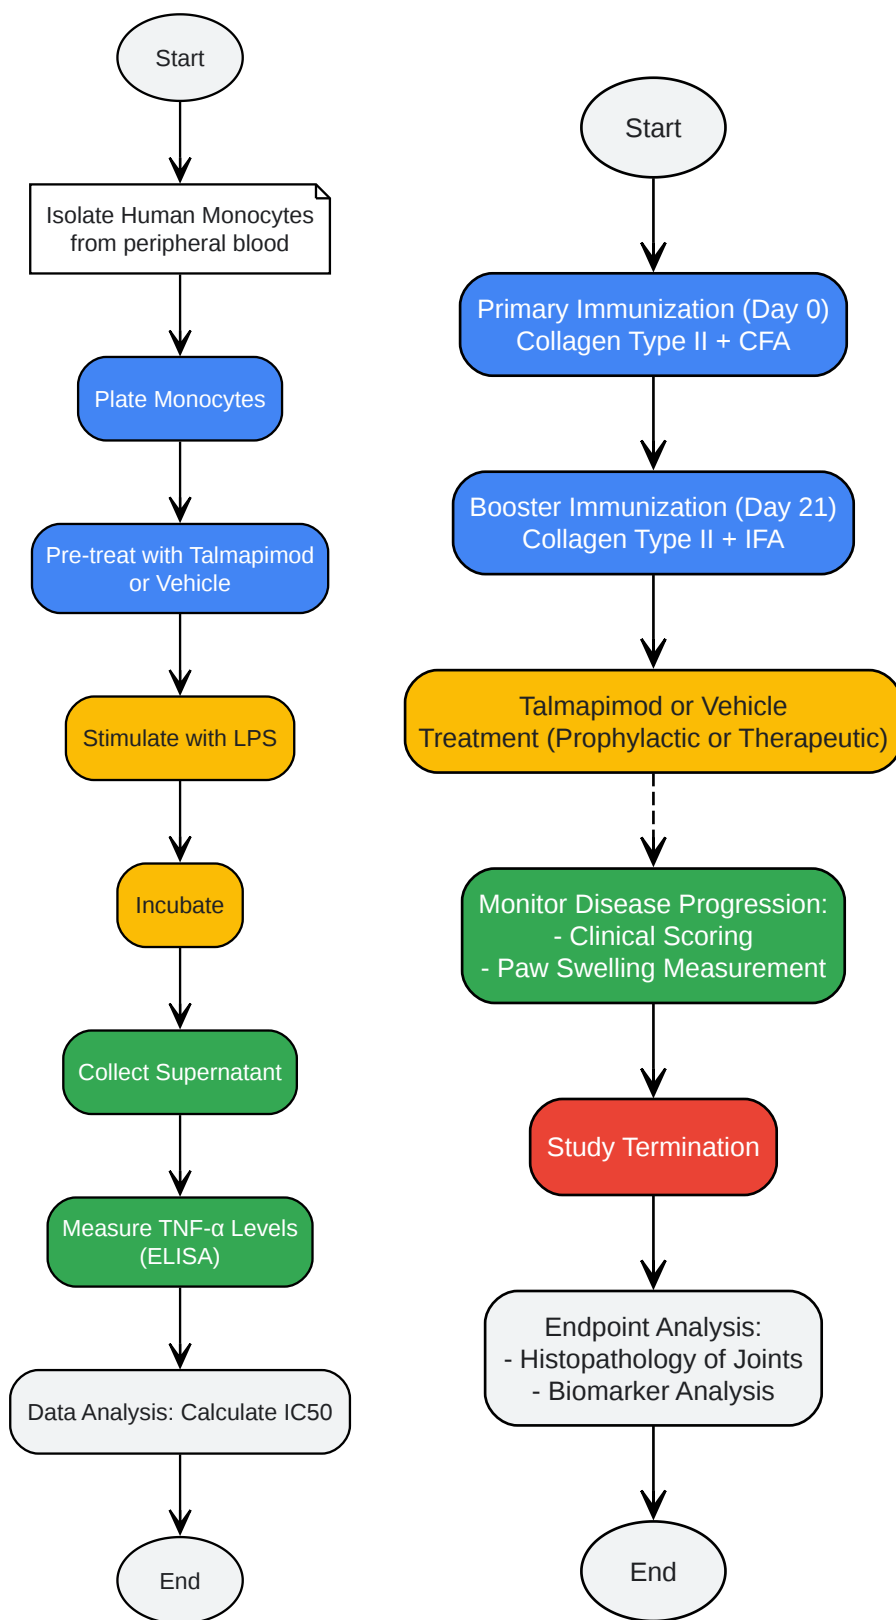 Start
Isolate Human Monocytes
from peripheral blood
Plate Monocytes
Pre-treat with Talmapimod
or Vehicle
Stimulate with LPS
Incubate
Collect Supernatant
Measure TNF-α Levels
(ELISA)
Data Analysis: Calculate IC50
End
Start
Primary Immunization (Day 0)
Collagen Type II + CFA
Booster Immunization (Day 21)
Collagen Type II + IFA
Talmapimod or Vehicle
Treatment (Prophylactic or Therapeutic)
Monitor Disease Progression:
- Clinical Scoring
- Paw Swelling Measurement
Study Termination
Endpoint Analysis:
- Histopathology of Joints
- Biomarker Analysis
End